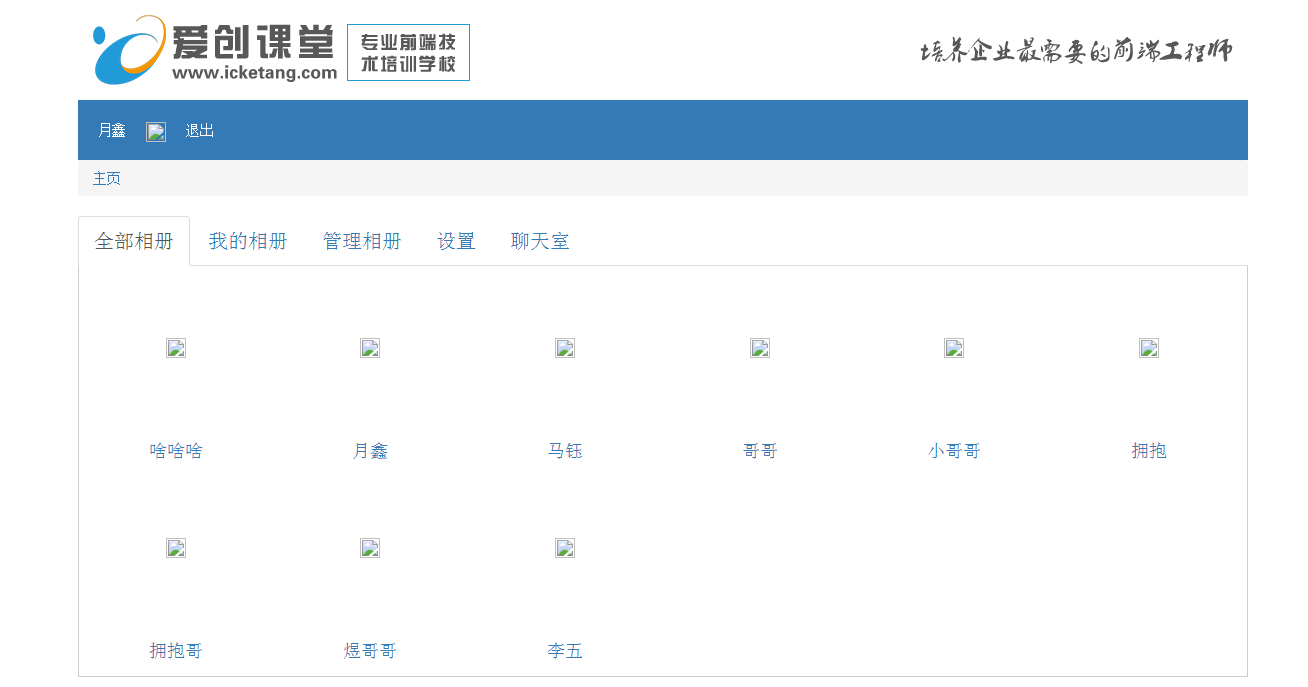 爱创课堂
www.icketang.com
专业前端技
术培训学校
培养企业最需要的前端工程师
月鑫 退出
主页
全部相册 我的相册 管理相册 设置 聊天室
啥啥啥 月鑫 马钰 哥哥 小哥哥 拥抱
拥抱哥 煜哥哥 李五